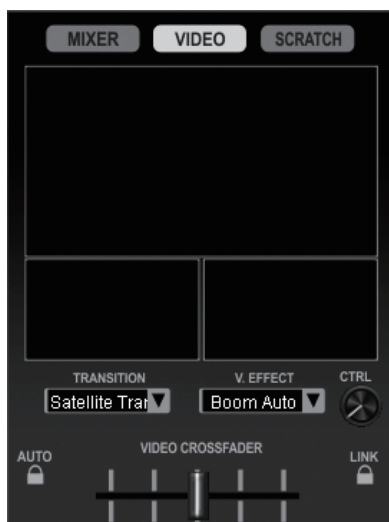 MIXER VIDEO SCRATCH
TRANSITION V. EFFECT CTRL
Satellite Trar Boom Auto
AUTO VIDEO CROSSFADER LINK